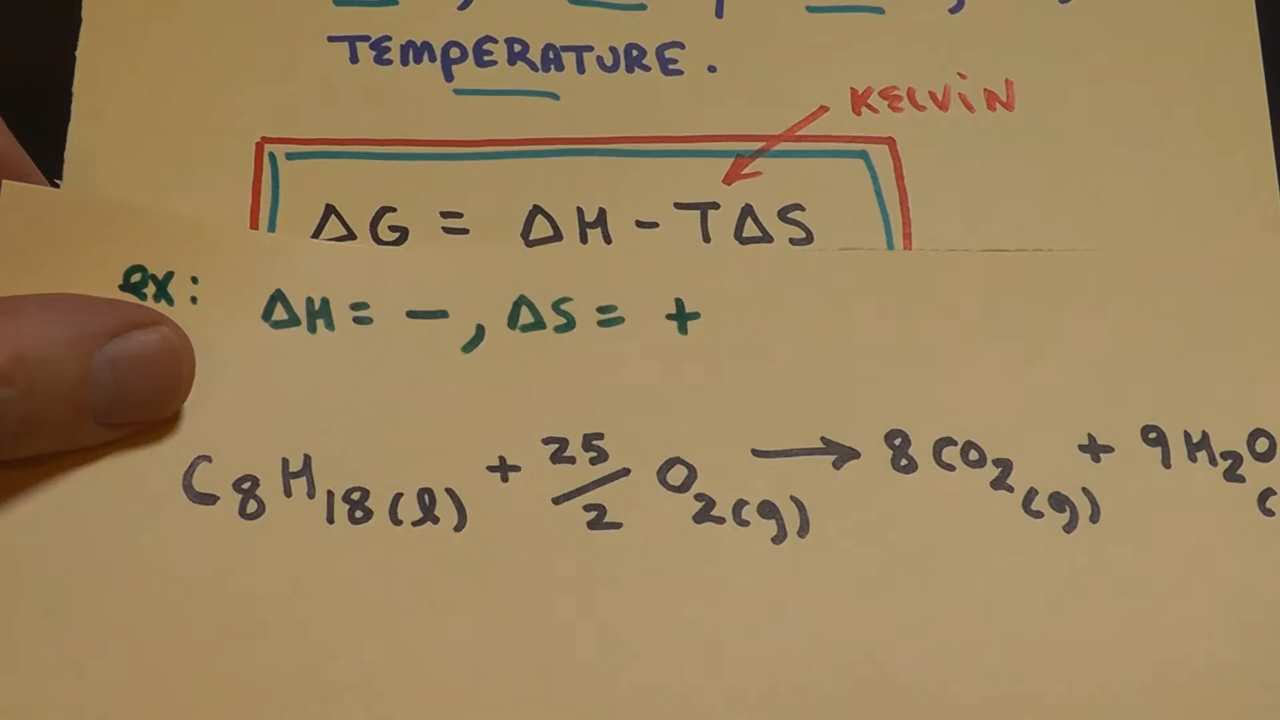 TEMPERATURE.
KELVIN
ΔG = ΔH - TΔS
ex: ΔH = -, ΔS = +
C₈H₁₈(l) + 25/2 O₂(g) → 8CO₂(g) + 9H₂O(